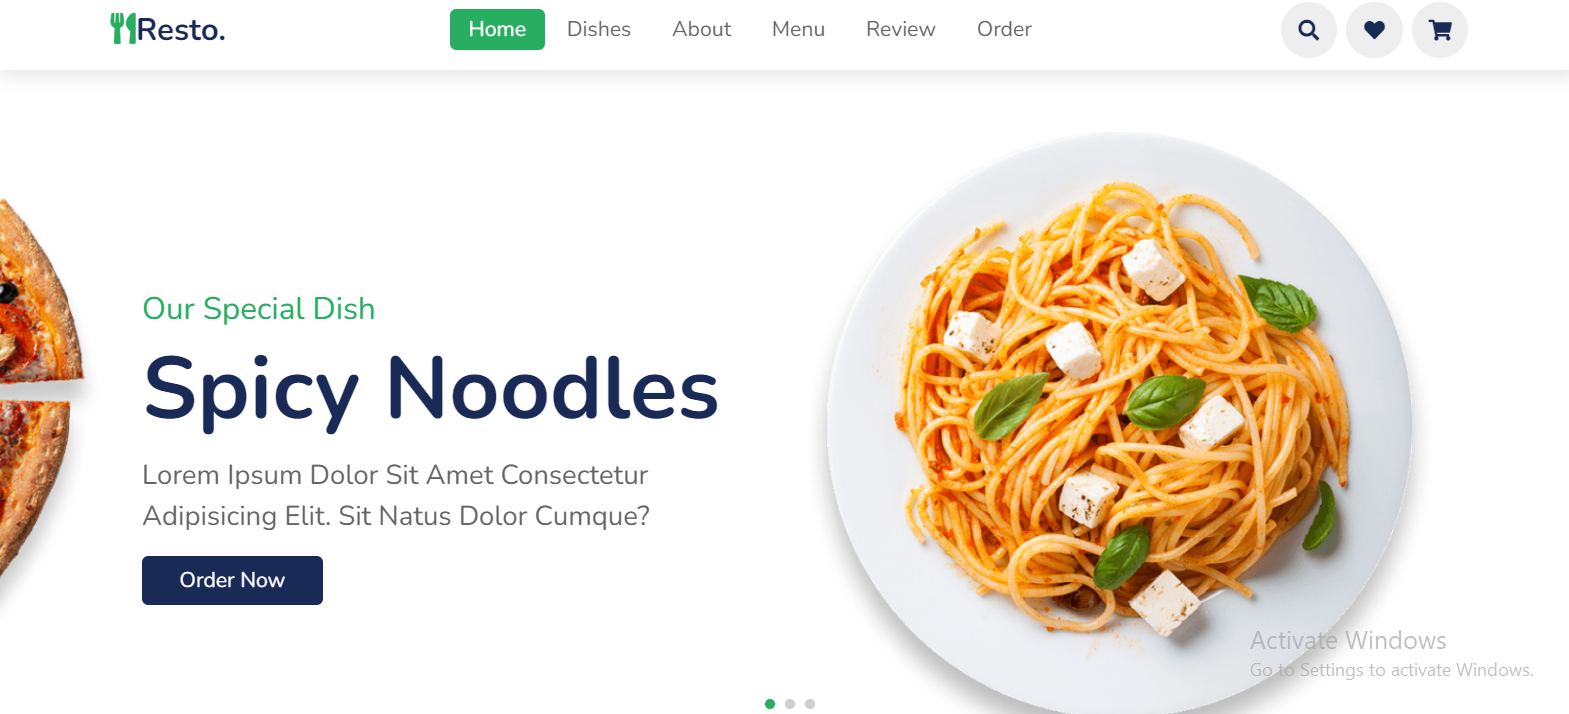 Resto.
Home
Dishes
About
Menu
Review
Order
Our Special Dish
Spicy Noodles
Lorem Ipsum Dolor Sit Amet Consectetur
Adipisicing Elit. Sit Natus Dolor Cumque?
Order Now
Activate Windows
Go to Settings to activate Windows.